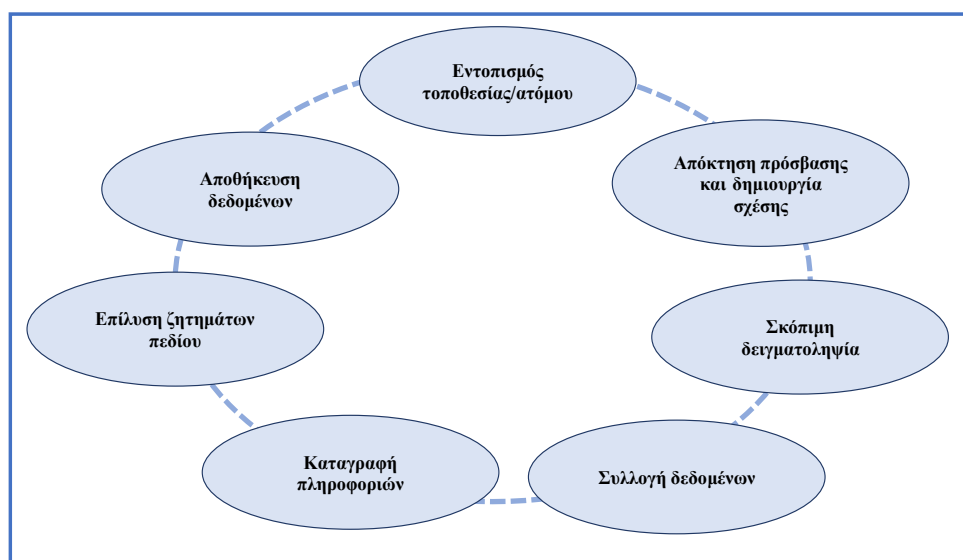 Εντοπισμός
τοποθεσίας/ατόμου
Απόκτηση πρόσβασης
και δημιουργία
σχέσης
Σκόπιμη
δειγματοληψία
Συλλογή δεδομένων
Καταγραφή
πληροφοριών
Επίλυση ζητημάτων
πεδίου
Αποθήκευση
δεδομένων